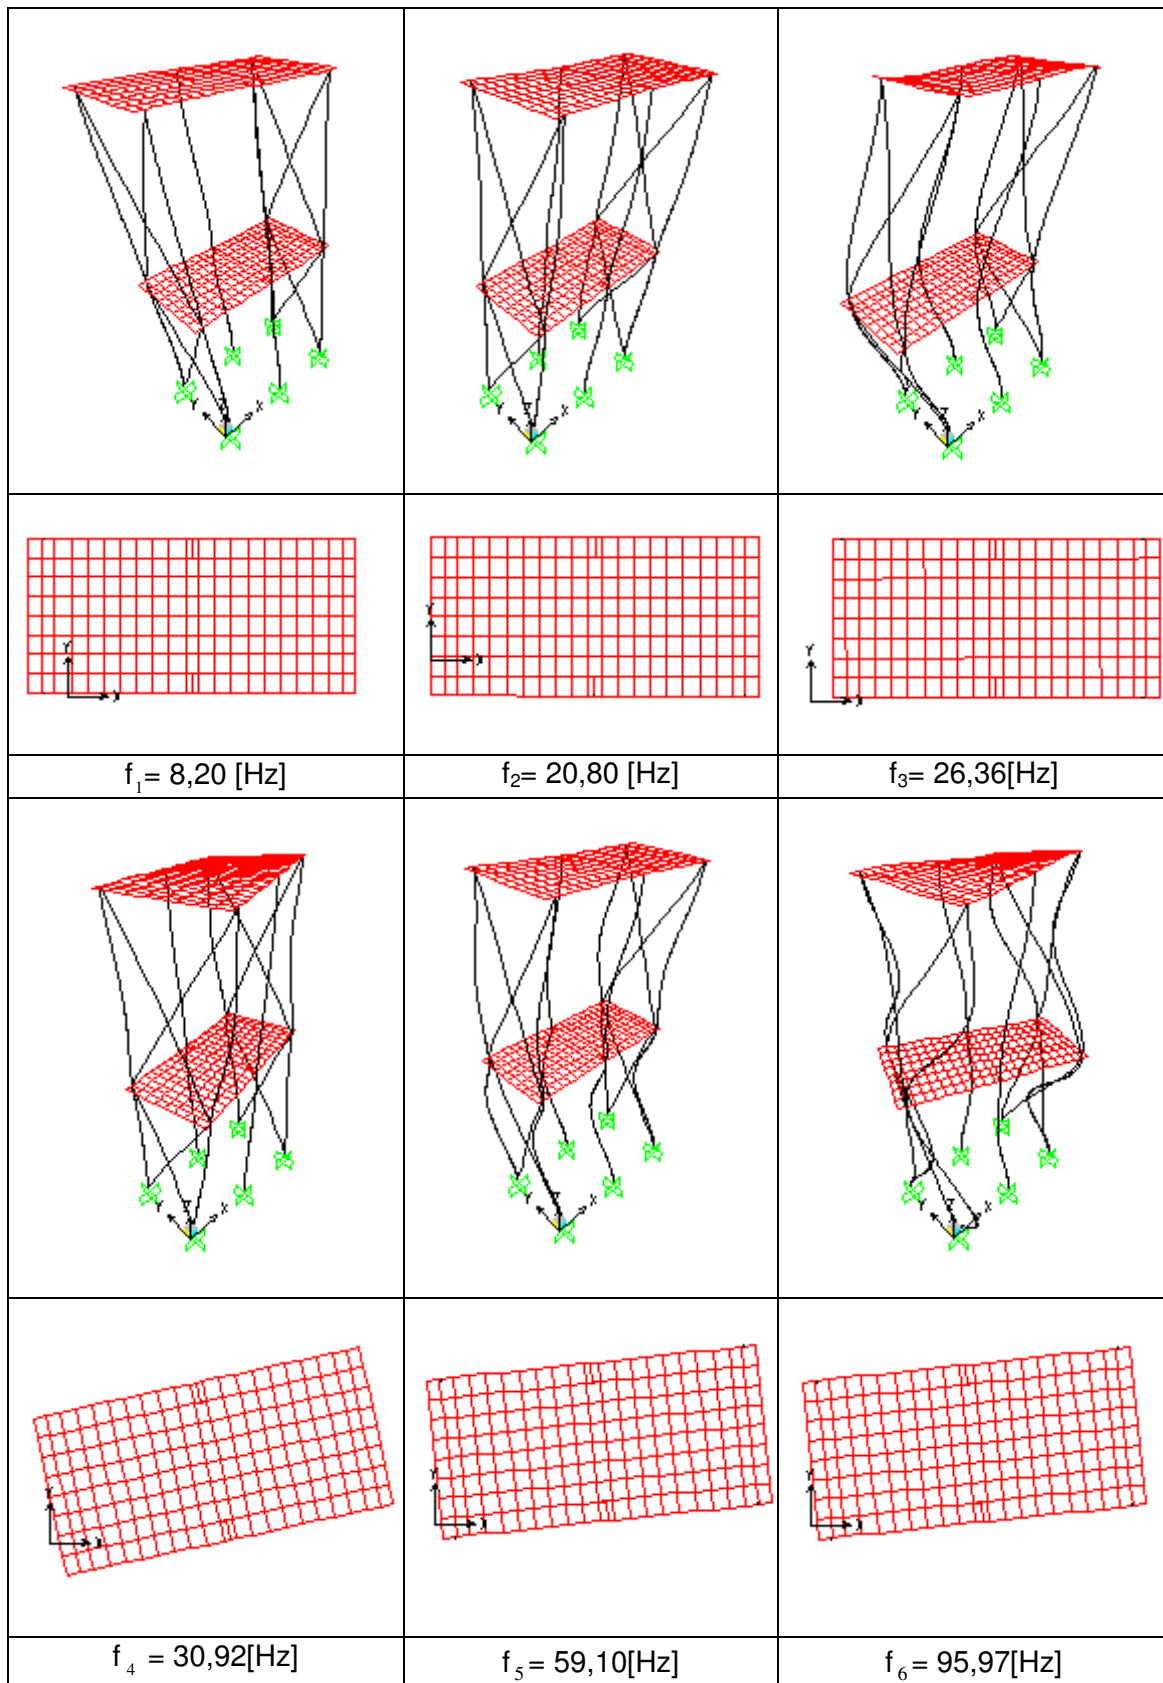 Y Z X
Y Z X
Y Z X
Y X
Y X
Y X
f₁= 8,20 [Hz]
f₂= 20,80 [Hz]
f₃= 26,36[Hz]
Y Z X
Y Z X
Y Z X
Y X
Y X
Y X
f₄ = 30,92[Hz]
f₅= 59,10[Hz]
f₆= 95,97[Hz]